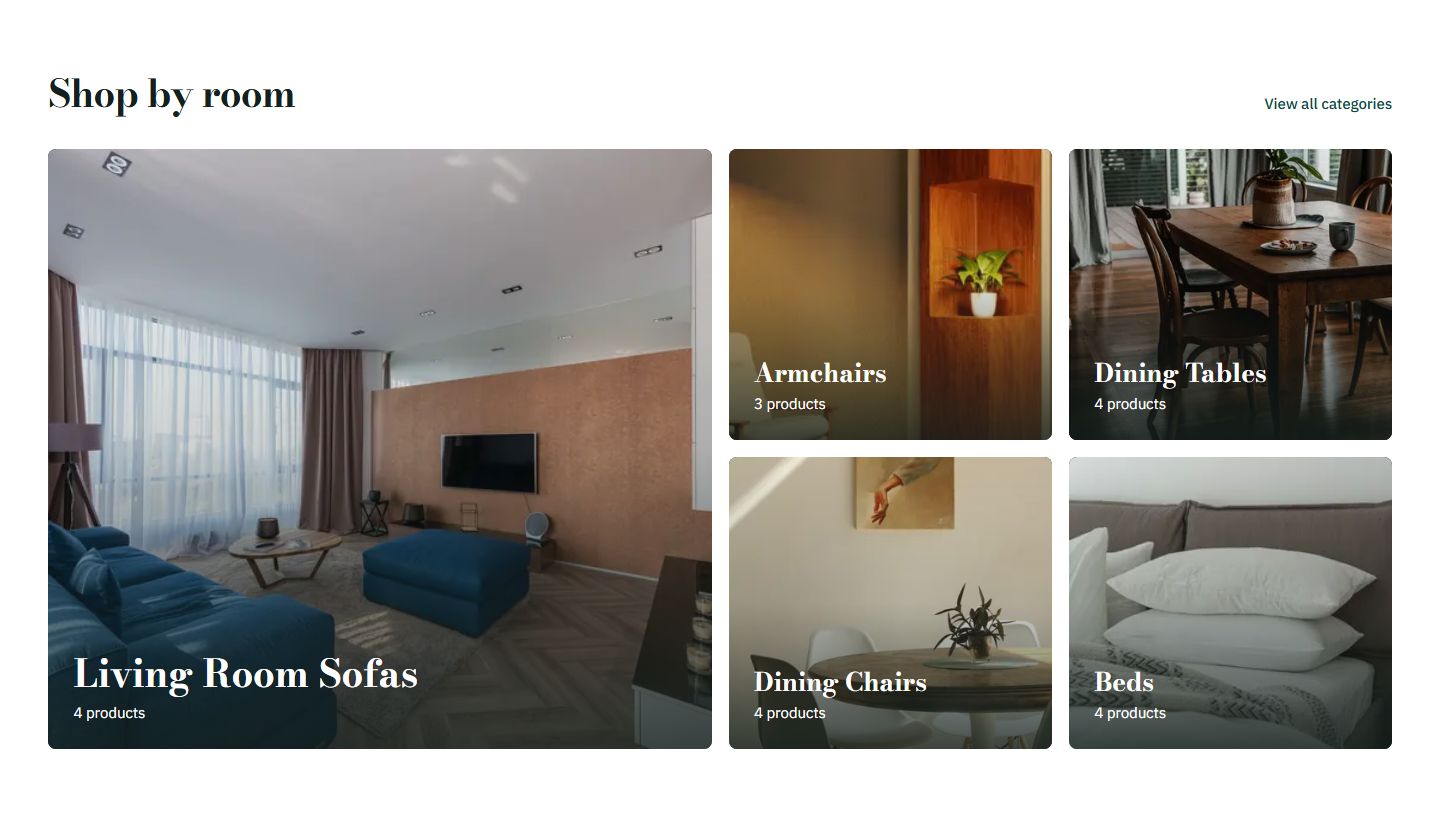 Shop by room
View all categories
Living Room Sofas
4 products
Armchairs
3 products
Dining Tables
4 products
Dining Chairs
4 products
Beds
4 products